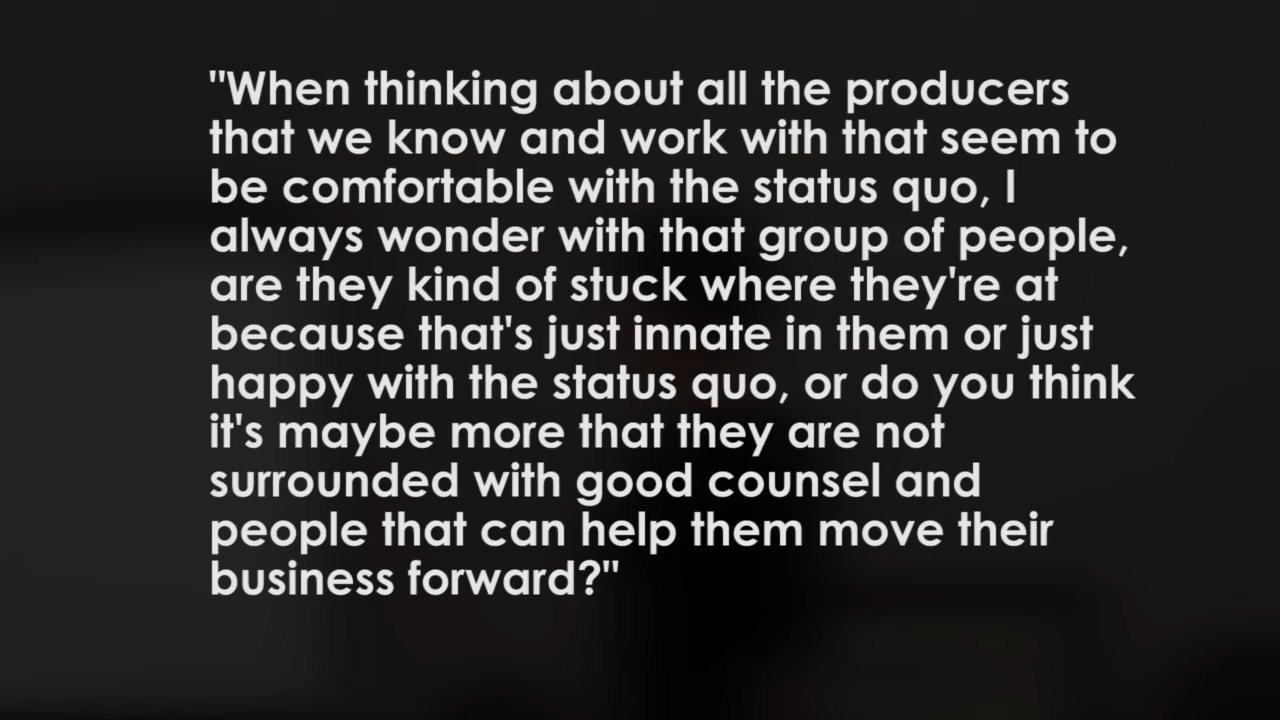 "When thinking about all the producers
that we know and work with that seem to
be comfortable with the status quo, I
always wonder with that group of people,
are they kind of stuck where they're at
because that's just innate in them or just
happy with the status quo, or do you think
it's maybe more that they are not
surrounded with good counsel and
people that can help them move their
business forward?"